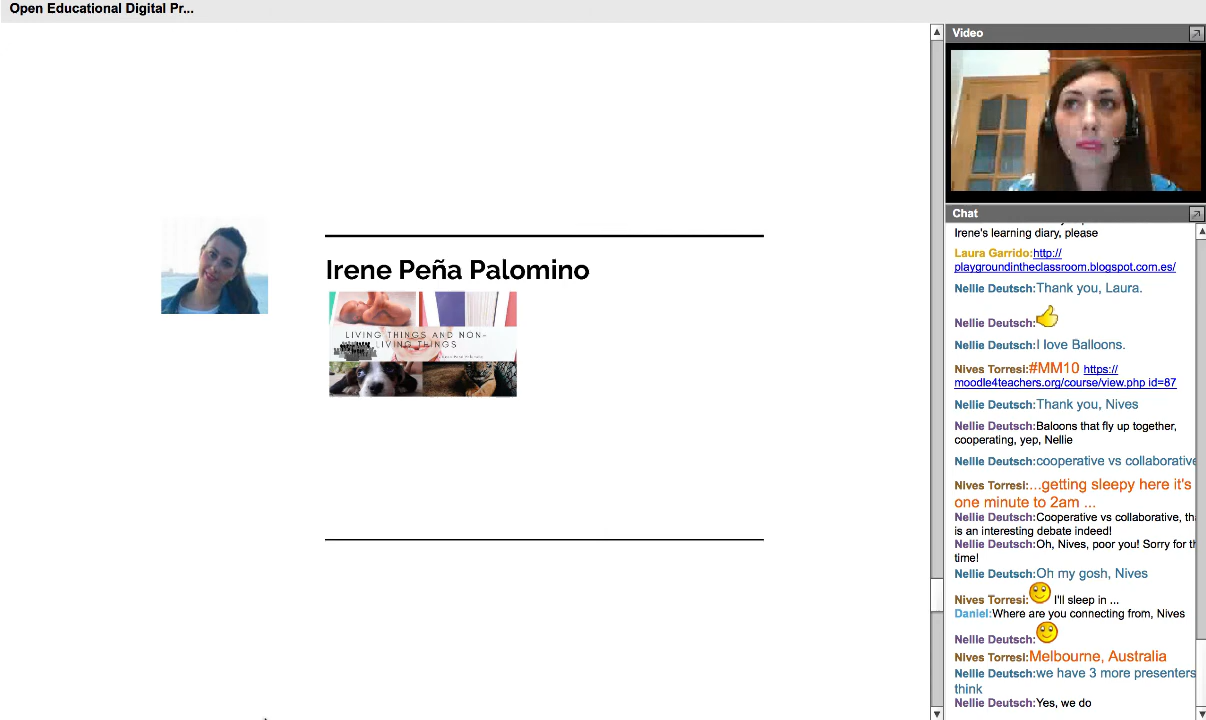 Open Educational Digital Pr...
Irene Peña Palomino
LIVING THINGS AND NON-
LIVING THINGS
Video
Chat
Irene's learning diary, please
Laura Garrido:http://
playgroundintheclassroom.blogspot.com.es/
Nellie Deutsch:Thank you, Laura.
Nellie Deutsch:
Nellie Deutsch:I love Balloons.
Nives Torresi:#MM10 https://
moodle4teachers.org/course/view.php id=87
Nellie Deutsch:Thank you, Nives
Nellie Deutsch:Baloons that fly up together,
cooperating, yep, Nellie
Nellie Deutsch:cooperative vs collaborative
Nives Torresi:...getting sleepy here it's
one minute to 2am ...
Nellie Deutsch:Cooperative vs collaborative, tha
is an interesting debate indeed!
Nellie Deutsch:Oh, Nives, poor you! Sorry for th
time!
Nellie Deutsch:Oh my gosh, Nives
Nives Torresi: I'll sleep in ...
Daniel:Where are you connecting from, Nives
Nellie Deutsch:
Nives Torresi:Melbourne, Australia
Nellie Deutsch:we have 3 more presenters
think
Nellie Deutsch:Yes, we do